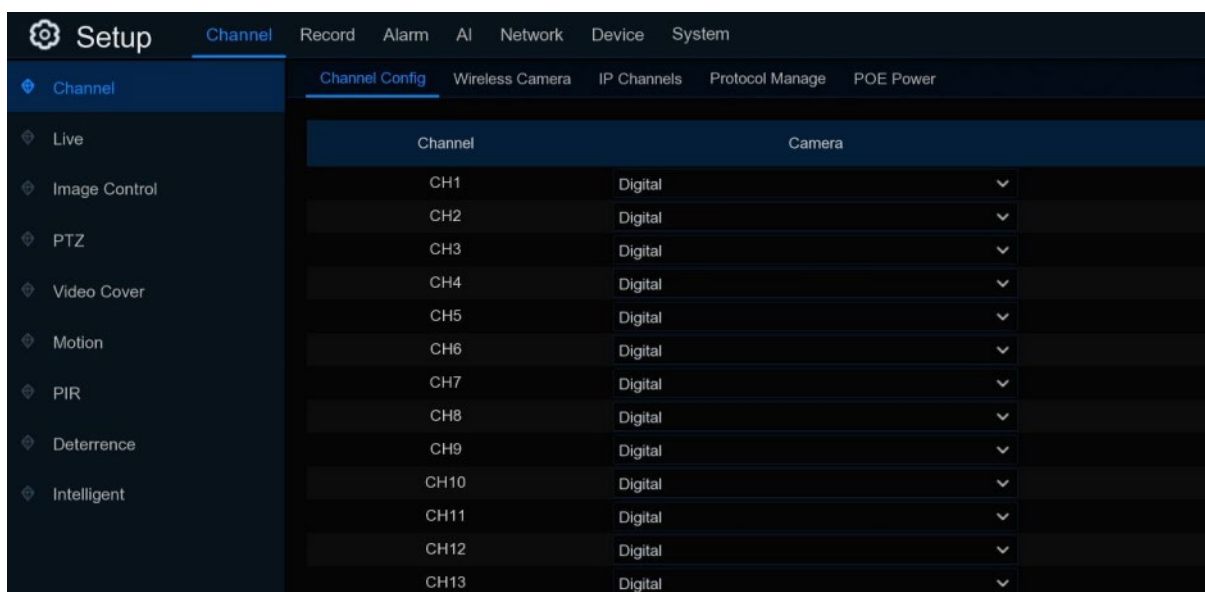 Setup Channel Record Alarm AI Network Device System
Channel Config Wireless Camera IP Channels Protocol Manage POE Power
Channel
Live
Image Control
PTZ
Video Cover
Motion
PIR
Deterrence
Intelligent
Channel Camera
CH1 Digital
CH2 Digital
CH3 Digital
CH4 Digital
CH5 Digital
CH6 Digital
CH7 Digital
CH8 Digital
CH9 Digital
CH10 Digital
CH11 Digital
CH12 Digital
CH13 Digital